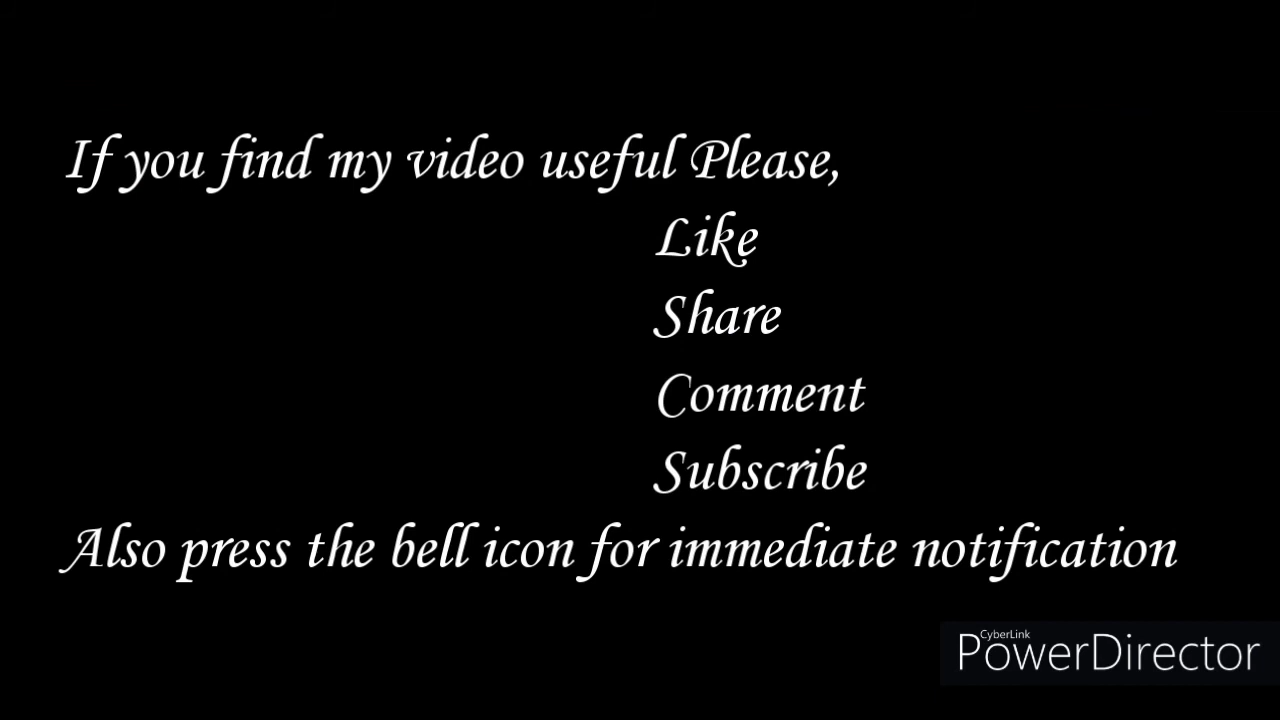 If you find my video useful Please,
Like
Share
Comment
Subscribe
Also press the bell icon for immediate notification
CyberLink
PowerDirector